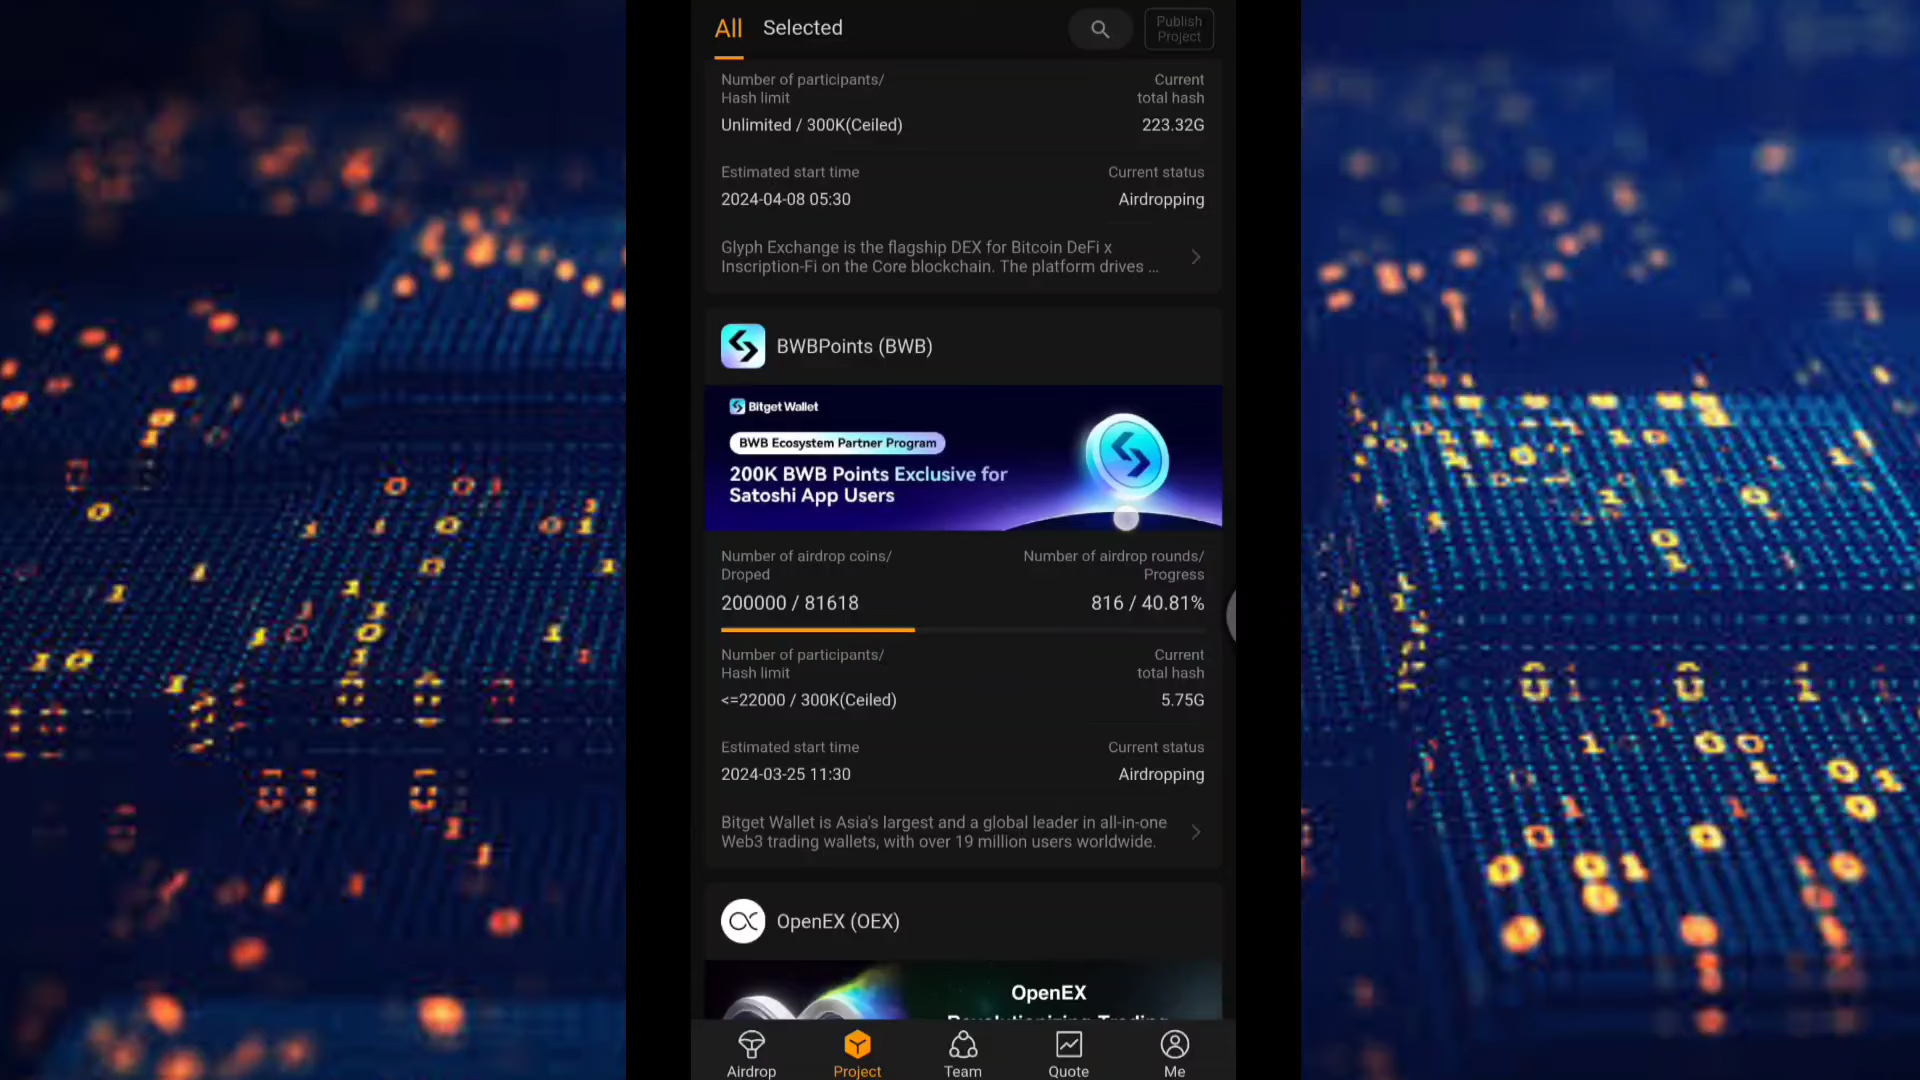 All Selected
Publish
Project
Number of participants/
Hash limit
Current
total hash
Unlimited / 300K(Ceiled)
223.32G
Estimated start time
Current status
2024-04-08 05:30
Airdropping
Glyph Exchange is the flagship DEX for Bitcoin DeFi x
Inscription-Fi on the Core blockchain. The platform drives ...
BWBPoints (BWB)
Bitget Wallet
BWB Ecosystem Partner Program
200K BWB Points Exclusive for
Satoshi App Users
Number of airdrop coins/
Droped
Number of airdrop rounds/
Progress
200000 / 81618
816 / 40.81%
Number of participants/
Hash limit
Current
total hash
<=22000 / 300K(Ceiled)
5.75G
Estimated start time
Current status
2024-03-25 11:30
Airdropping
Bitget Wallet is Asia's largest and a global leader in all-in-one
Web3 trading wallets, with over 19 million users worldwide.
OpenEX (OEX)
OpenEX
Revolutionizing Trading
Airdrop
Project
Team
Quote
Me